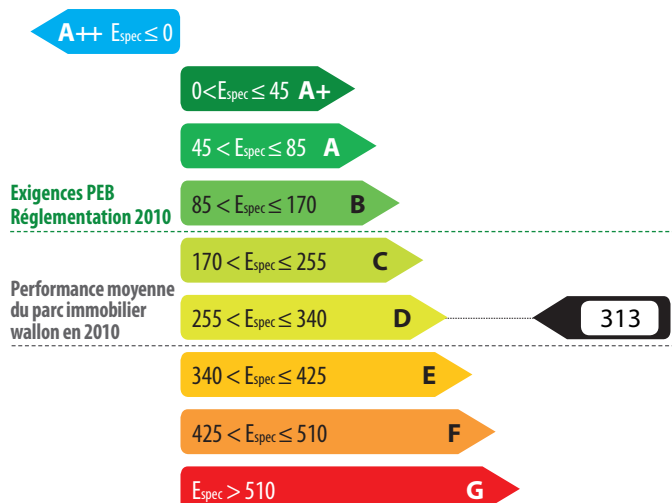 A++ Espec ≤ 0
0<Espec ≤ 45 A+
45 < Espec ≤ 85 A
Exigences PEB
Réglementation 2010
85 < Espec ≤ 170 B
170 < Espec ≤ 255 C
Performance moyenne
du parc immobilier
wallon en 2010
255 < Espec ≤ 340 D
313
340 < Espec ≤ 425 E
425 < Espec ≤ 510 F
Espec > 510 G